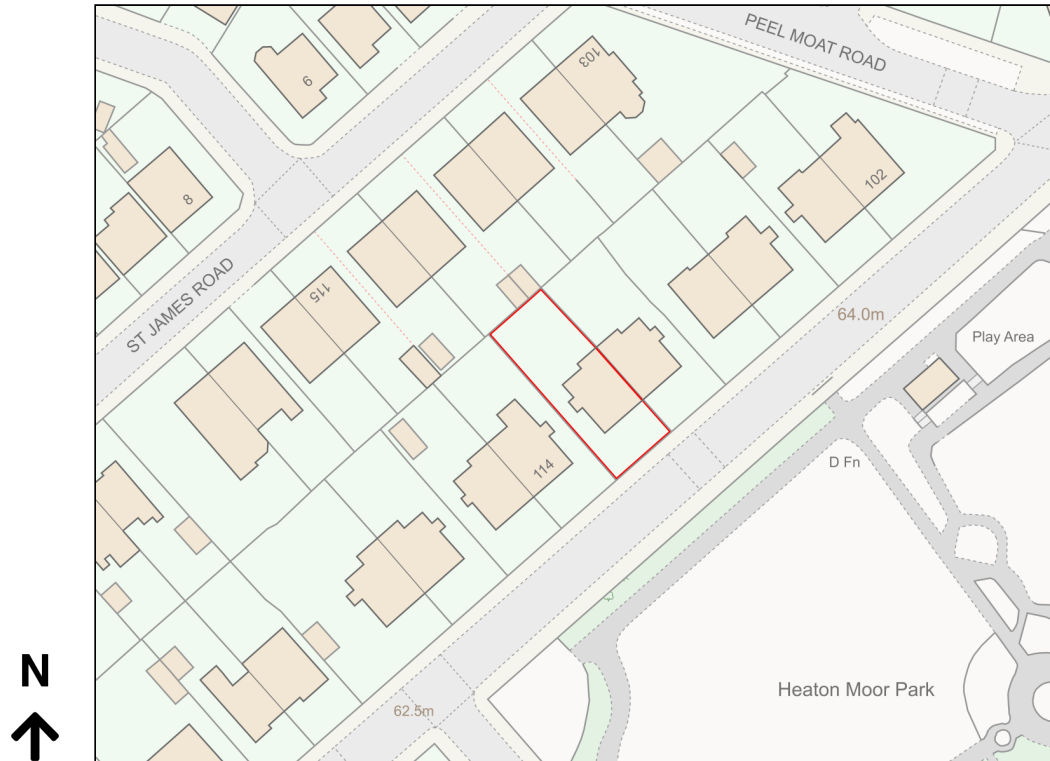 PEEL MOAT ROAD
103
9
102
8
ST JAMES ROAD
115
64.0m
Play Area
114
D Fn
Heaton Moor Park
N
62.5m